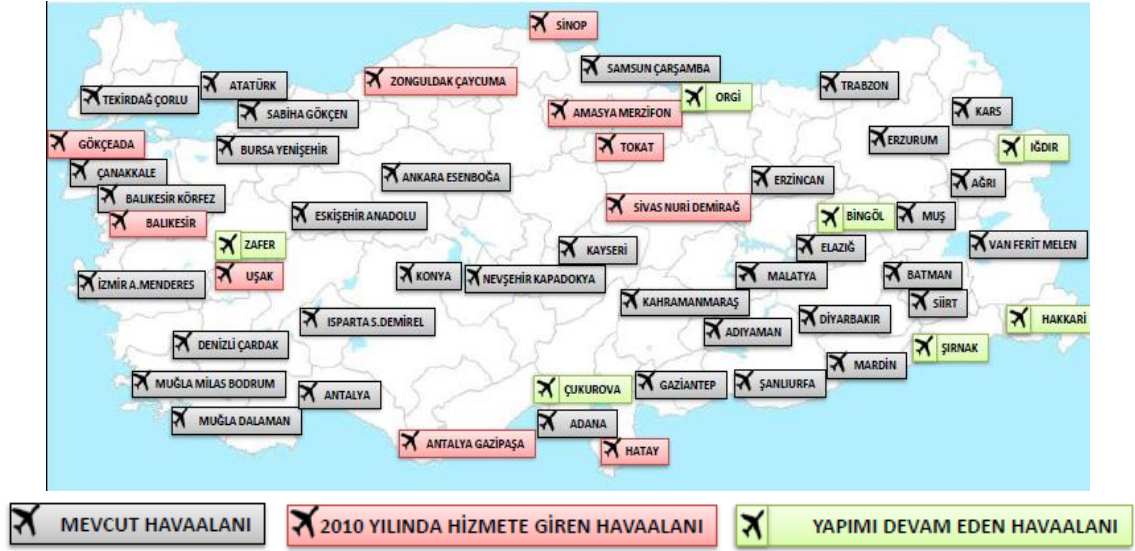 SİNOP
SAMSUN ÇARŞAMBA
ZONGULDAK ÇAYCUMA
TRABZON
ATATÜRK
TEKİRDAĞ ÇORLU
ORGİ
SABİHA GÖKÇEN
AMASYA MERZİFON
KARS
ERZURUM
GÖKÇEADA
BURSA YENİŞEHİR
TOKAT
IĞDIR
ÇANAKKALE
ANKARA ESENBOĞA
ERZİNCAN
AĞRI
BALIKESİR KÖRFEZ
SİVAS NURİ DEMİRAĞ
ESKİŞEHİR ANADOLU
BİNGÖL
MUŞ
BALIKESİR
ZAFER
KAYSERİ
ELAZIĞ
VAN FERİT MELEN
UŞAK
KONYA
NEVŞEHİR KAPADOKYA
MALATYA
BATMAN
İZMİR A.MENDERES
KAHRAMANMARAŞ
SİİRT
ISPARTA S.DEMİREL
ADIYAMAN
DİYARBAKIR
HAKKARİ
DENİZLİ ÇARDAK
ŞIRNAK
MARDİN
MUĞLA MİLAS BODRUM
ANTALYA
ÇUKUROVA
GAZİANTEP
ŞANLIURFA
MUĞLA DALAMAN
ADANA
ANTALYA GAZİPAŞA
HATAY
MEVCUT HAVAALANI
2010 YILINDA HİZMETE GİREN HAVAALANI
YAPIMI DEVAM EDEN HAVAALANI